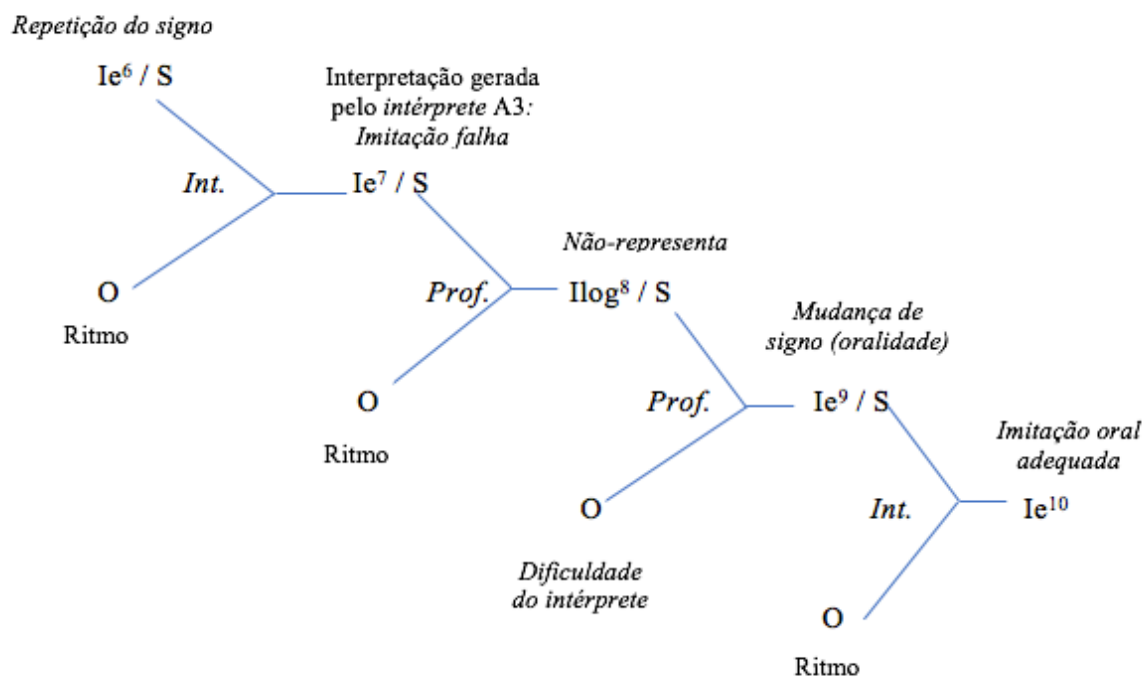 Repetição do signo
Ie⁶ / S
Interpretação gerada
pelo intérprete A3:
Imitação falha
Int.
Ie⁷ / S
O
Ritmo
Não-representa
Prof.
Ilog⁸ / S
O
Ritmo
Mudança de
signo (oralidade)
Prof.
Ie⁹ / S
O
Dificuldade
do intérprete
Imitação oral
adequada
Int.
Ie¹⁰
O
Ritmo